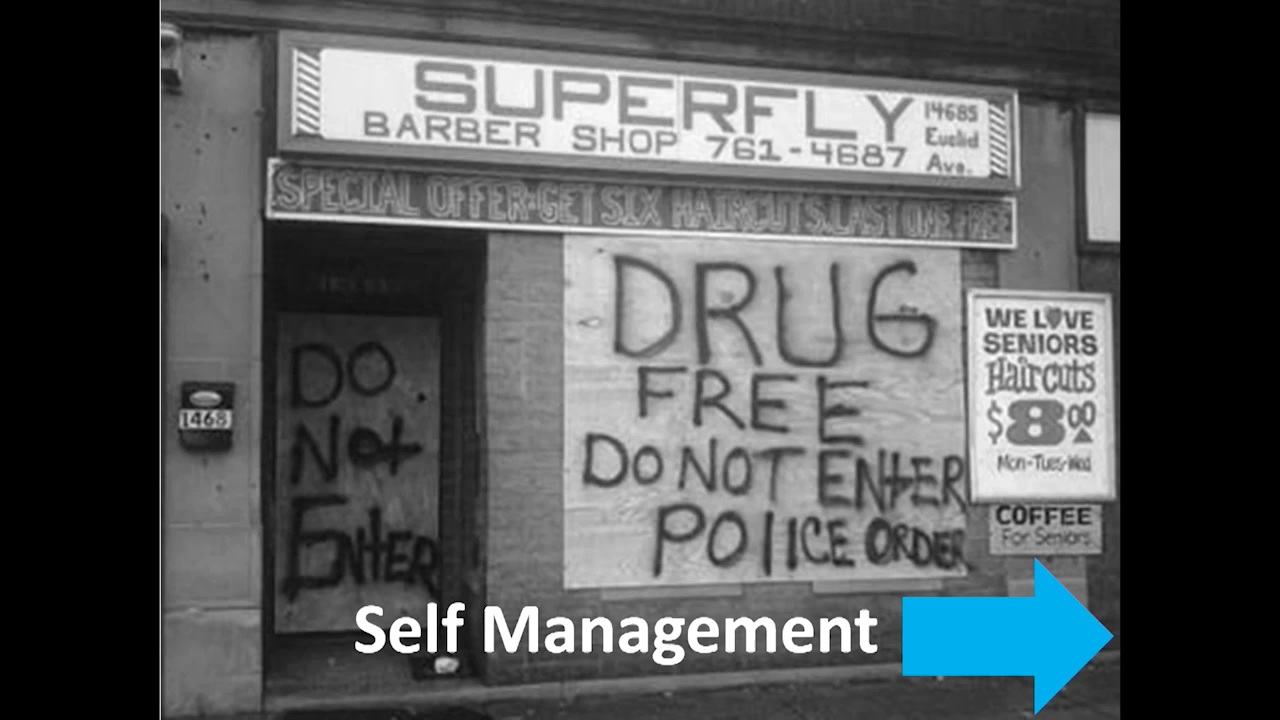 SUPERFLY
BARBER SHOP 761-4687
14685
Euclid
Ave.
SPECIAL OFFER-GET SIX HAIRCUTS.LAST ONE FREE
DRUG
FREE
DO NOT ENTER
POlICE ORDER
DO
Not
ENTER
1468
WE LOVE
SENIORS
Haircuts
$8.00
Mon-Tues-Wed
COFFEE
For Seniors
Self Management